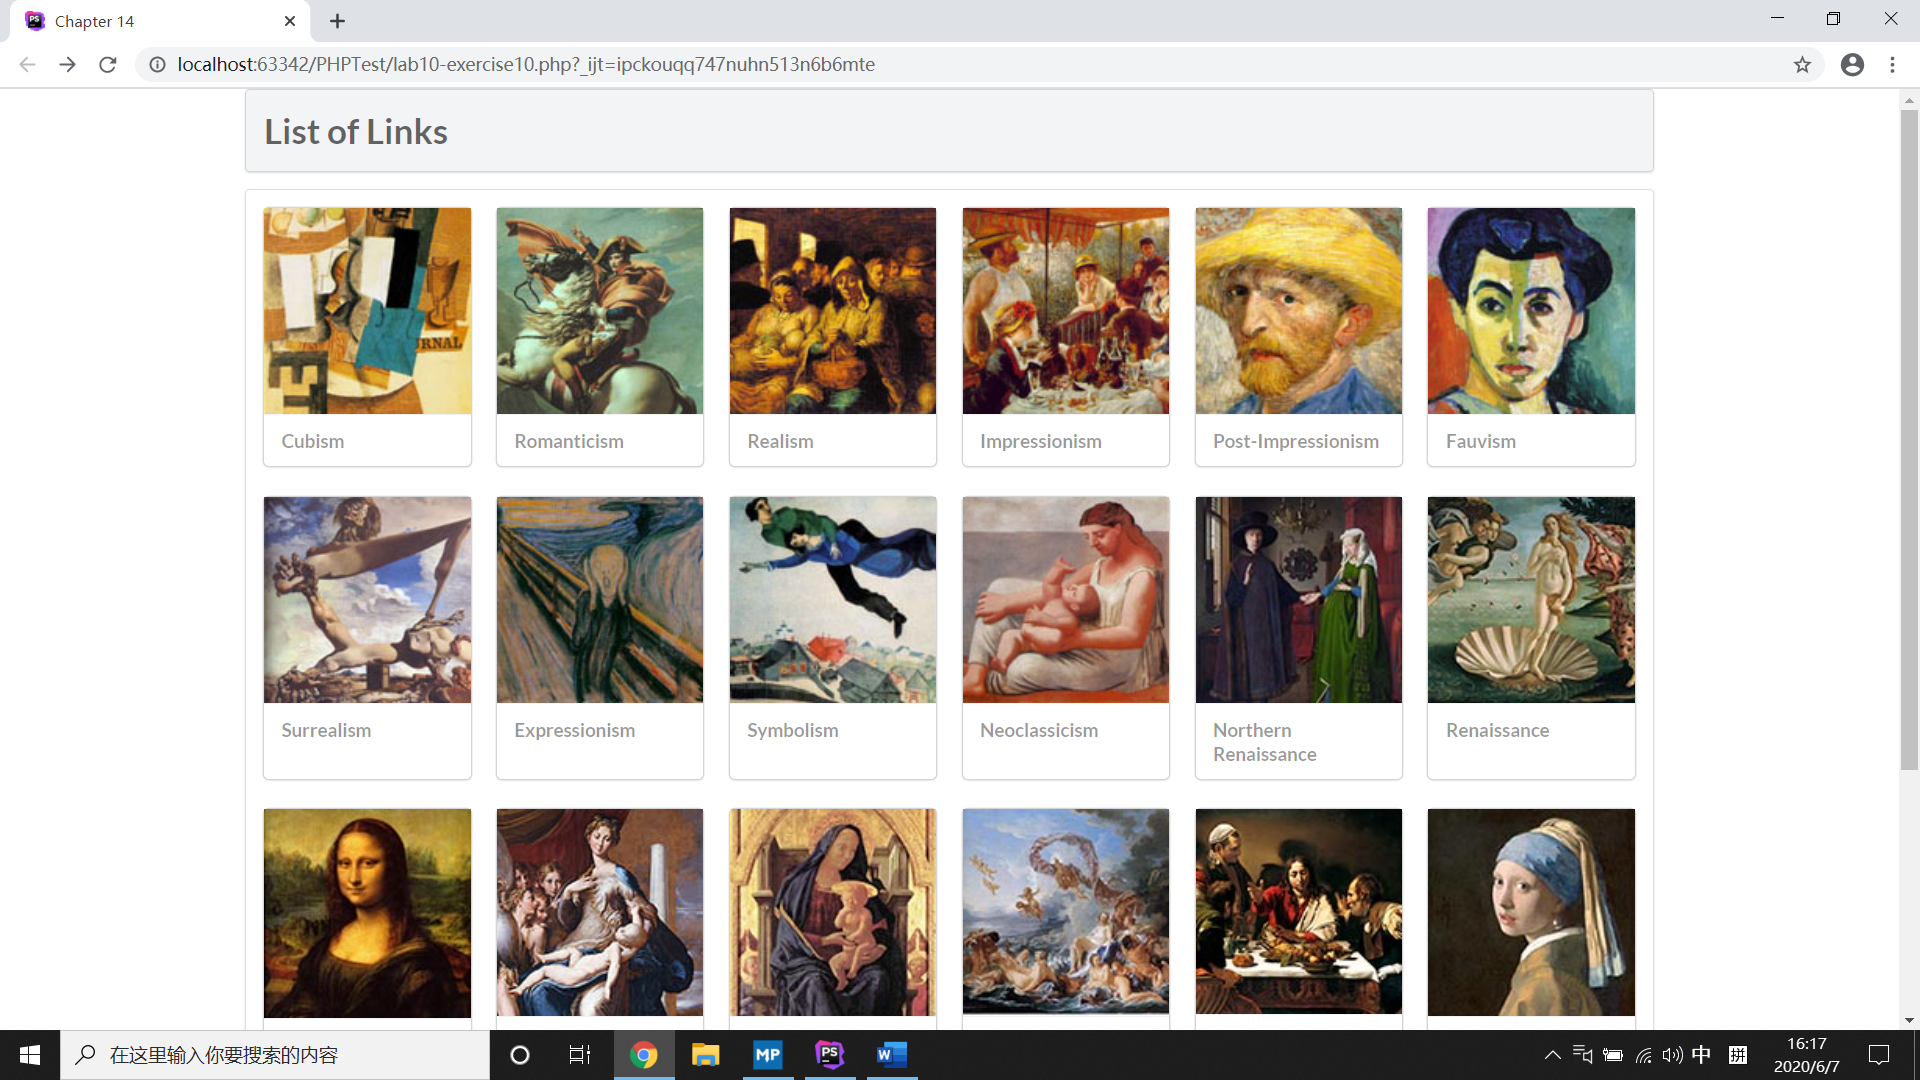 Chapter 14
localhost:63342/PHPTest/lab10-exercise10.php?_ijt=ipckouqq747nuhn513n6b6mte
List of Links
URNAL
Cubism
Romanticism
Realism
Impressionism
Post-Impressionism
Fauvism
Surrealism
Expressionism
Symbolism
Neoclassicism
Northern
Renaissance
Renaissance
在这里输入你要搜索的内容
MP
PS
W
中
拼
16:17
2020/6/7